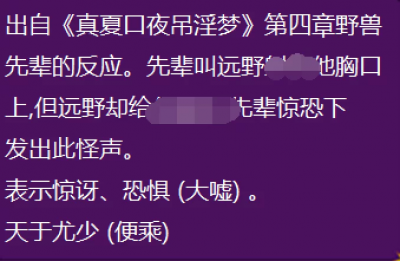 出自《真夏口夜吊淫梦》第四章野兽
先辈的反应。先辈叫远野 他胸口
上,但远野却给 先辈惊恐下
发出此怪声。
表示惊讶、恐惧 (大嘘) 。
天于尤少 (便乘)